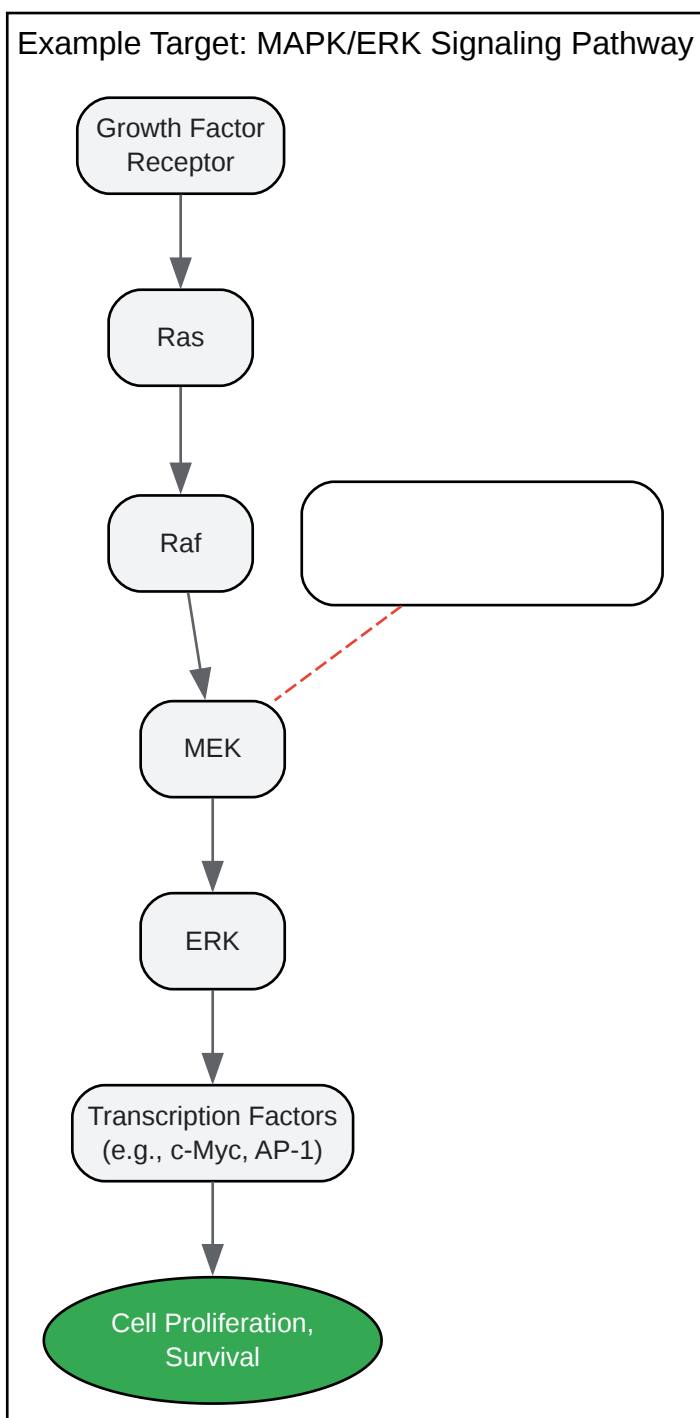 Example Target: MAPK/ERK Signaling Pathway
Growth Factor
Receptor
Ras
Raf
MEK
ERK
Transcription Factors
(e.g., c-Myc, AP-1)
Cell Proliferation,
Survival